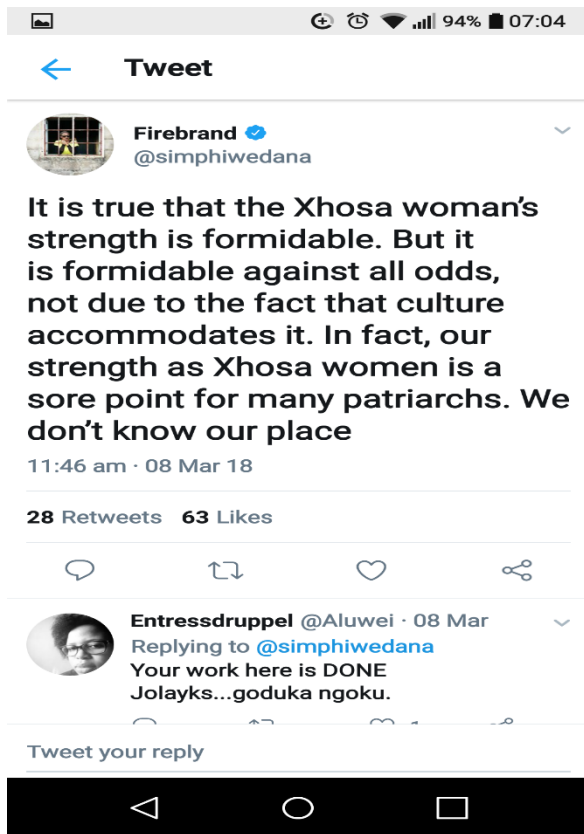 94% 07:04
Tweet
Firebrand
@simphiwedana
It is true that the Xhosa woman's
strength is formidable. But it
is formidable against all odds,
not due to the fact that culture
accommodates it. In fact, our
strength as Xhosa women is a
sore point for many patriarchs. We
don't know our place
11:46 am · 08 Mar 18
28 Retweets 63 Likes
Entressdruppel @Aluwei · 08 Mar
Replying to @simphiwedana
Your work here is DONE
Jolayks...goduka ngoku.
Tweet your reply